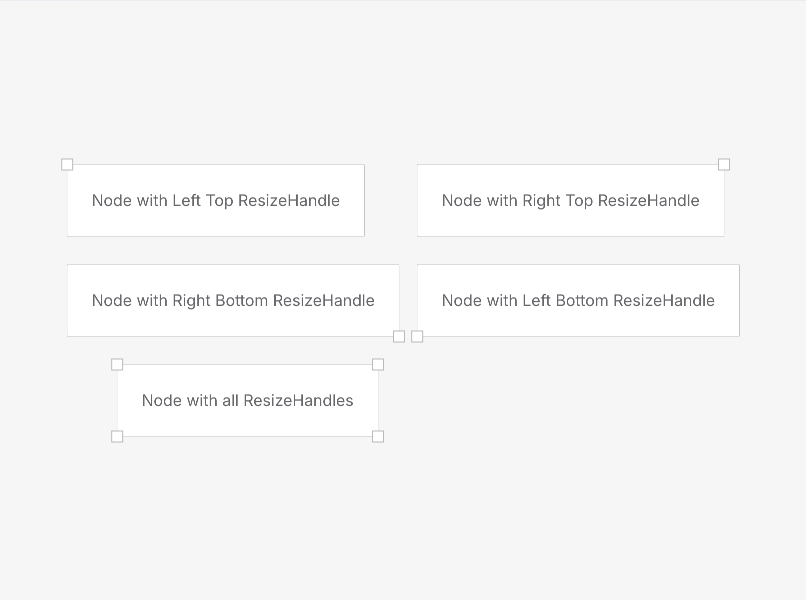 Node with Left Top ResizeHandle
Node with Right Top ResizeHandle
Node with Right Bottom ResizeHandle
Node with Left Bottom ResizeHandle
Node with all ResizeHandles